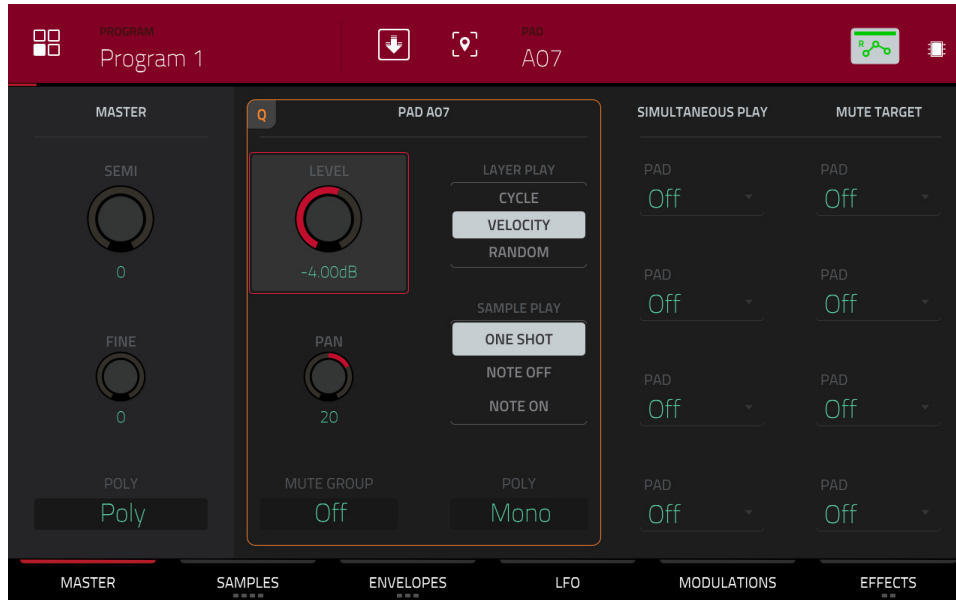 PROGRAM
Program 1
PAD
A07
R
MASTER
SEMI
0
FINE
0
POLY
Poly
Q
PAD A07
LEVEL
-4.00dB
PAN
20
MUTE GROUP
Off
LAYER PLAY
CYCLE
VELOCITY
RANDOM
SAMPLE PLAY
ONE SHOT
NOTE OFF
NOTE ON
POLY
Mono
SIMULTANEOUS PLAY
PAD
Off
PAD
Off
PAD
Off
PAD
Off
MUTE TARGET
PAD
Off
PAD
Off
PAD
Off
PAD
Off
MASTER
SAMPLES
ENVELOPES
LFO
MODULATIONS
EFFECTS